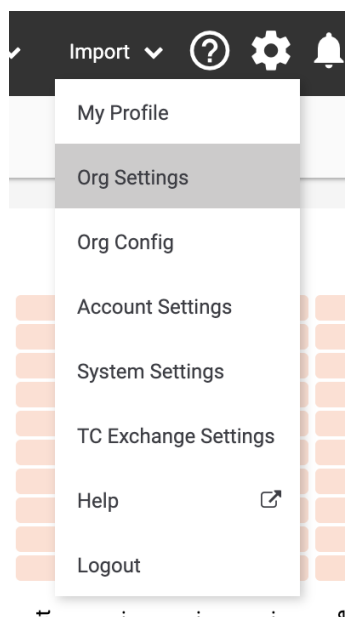 Import
My Profile
Org Settings
Org Config
Account Settings
System Settings
TC Exchange Settings
Help
Logout